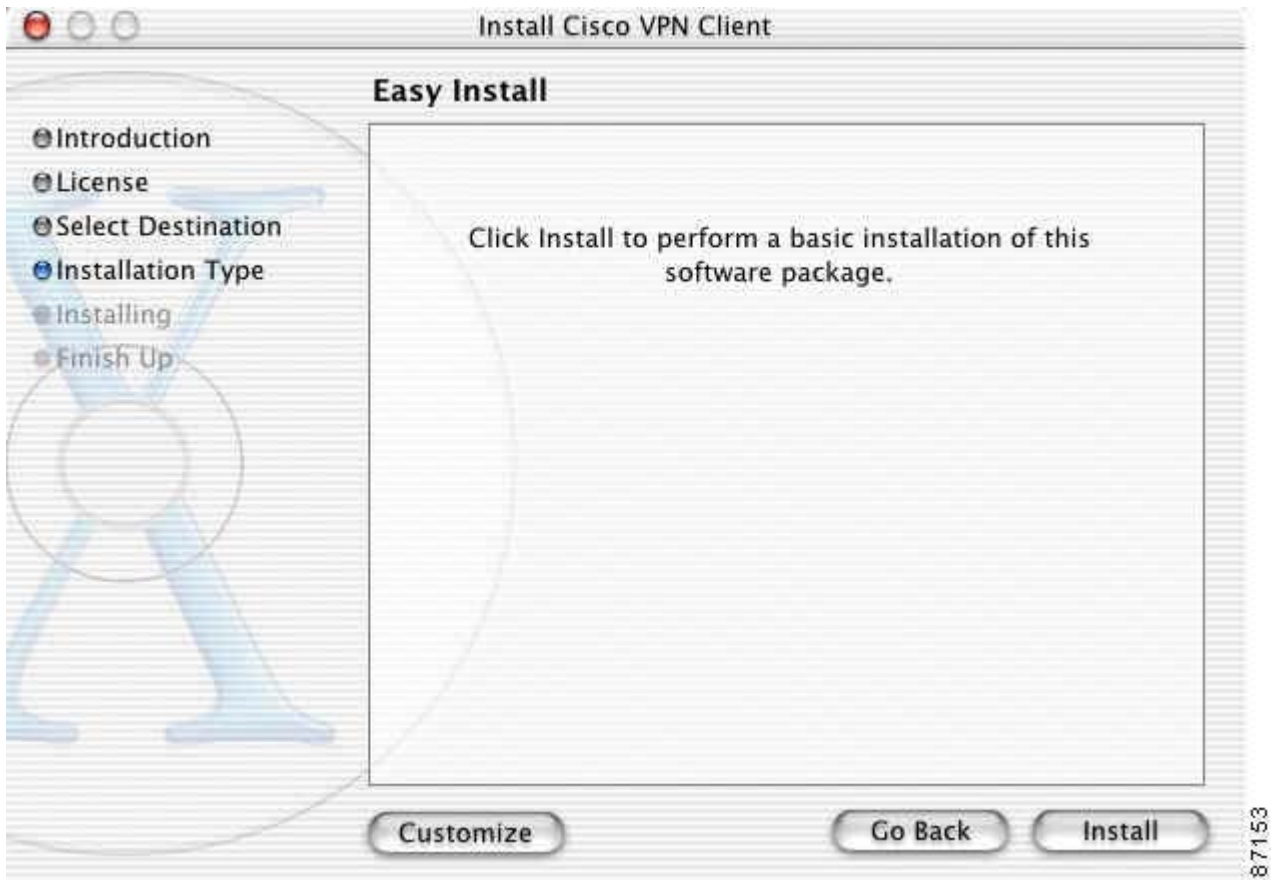 Install Cisco VPN Client
Easy Install
Introduction
License
Select Destination
Installation Type
Installing
Finish Up
Click Install to perform a basic installation of this
software package.
Customize
Go Back
Install
87153